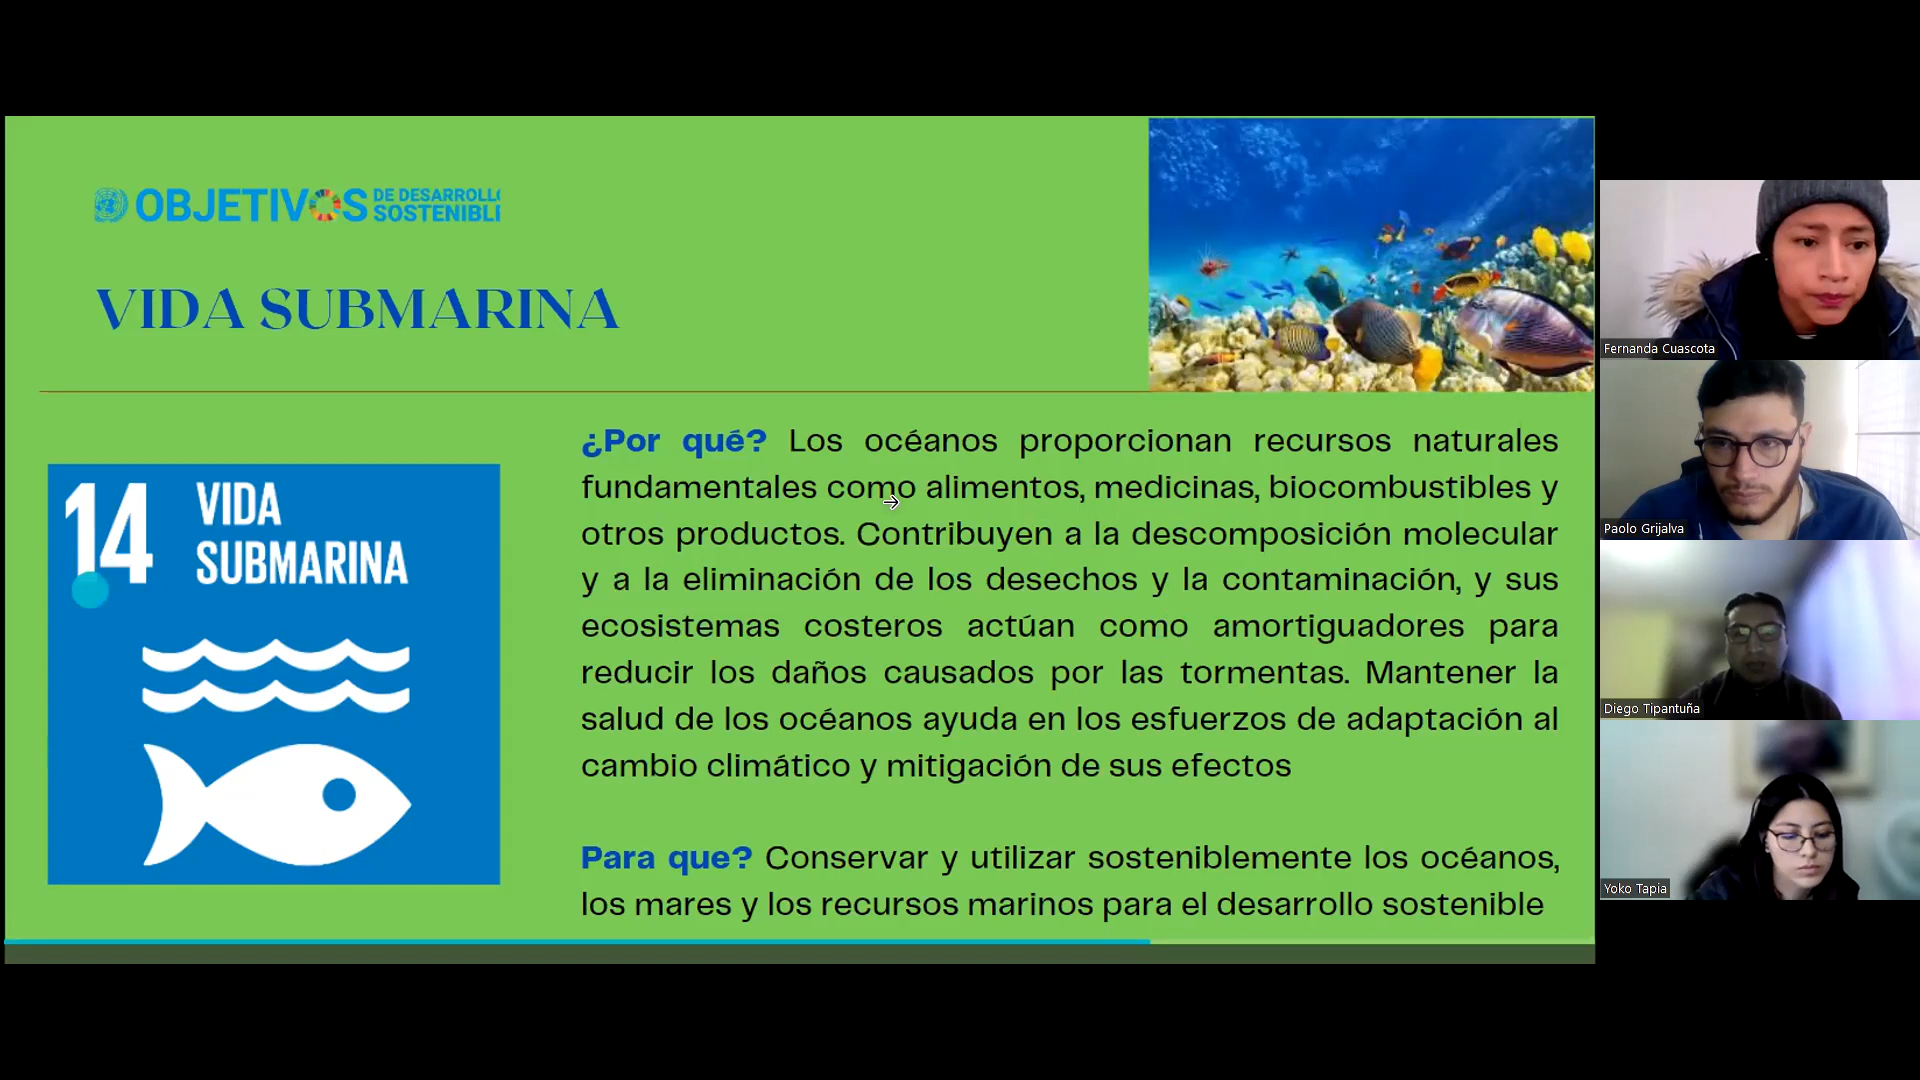 OBJETIVOS DE DESARROLLO
SOSTENIBLE
VIDA SUBMARINA
14 VIDA
SUBMARINA
¿Por qué? Los océanos proporcionan recursos naturales
fundamentales como alimentos, medicinas, biocombustibles y
otros productos. Contribuyen a la descomposición molecular
y a la eliminación de los desechos y la contaminación, y sus
ecosistemas costeros actúan como amortiguadores para
reducir los daños causados por las tormentas. Mantener la
salud de los océanos ayuda en los esfuerzos de adaptación al
cambio climático y mitigación de sus efectos
Para que? Conservar y utilizar sosteniblemente los océanos,
los mares y los recursos marinos para el desarrollo sostenible
Fernanda Cuascota
Paolo Grijalva
Diego Tipantuña
Yoko Tapia